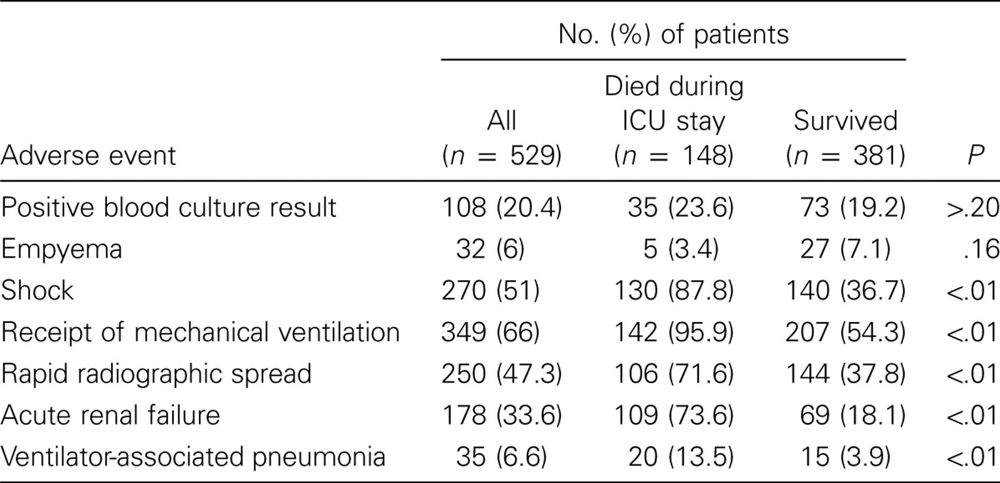 No. (%) of patients
Died during
All ICU stay Survived
Adverse event (n = 529) (n = 148) (n = 381) P
Positive blood culture result 108 (20.4) 35 (23.6) 73 (19.2) >.20
Empyema 32 (6) 5 (3.4) 27 (7.1) .16
Shock 270 (51) 130 (87.8) 140 (36.7) <.01
Receipt of mechanical ventilation 349 (66) 142 (95.9) 207 (54.3) <.01
Rapid radiographic spread 250 (47.3) 106 (71.6) 144 (37.8) <.01
Acute renal failure 178 (33.6) 109 (73.6) 69 (18.1) <.01
Ventilator-associated pneumonia 35 (6.6) 20 (13.5) 15 (3.9) <.01